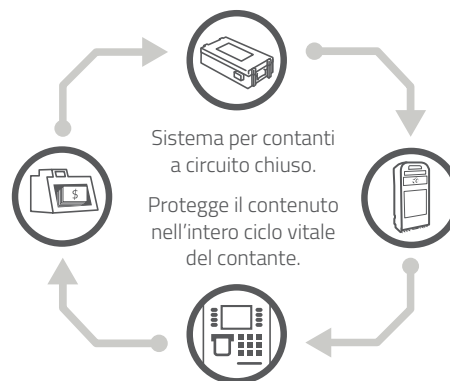 Sistema per contanti
a circuito chiuso.
Protegge il contenuto
nell'intero ciclo vitale
del contante.
$